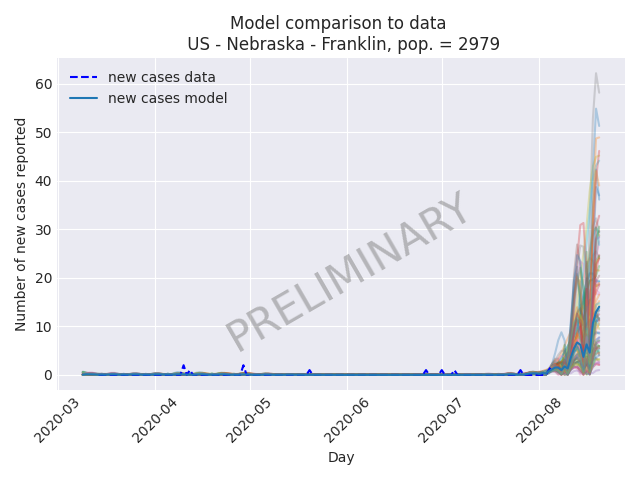 Model comparison to data
US - Nebraska - Franklin, pop. = 2979
new cases data
new cases model
Number of new cases reported
60
50
40
30
20
10
0
PRELIMINARY
2020-03
2020-04
2020-05
2020-06
2020-07
2020-08
Day